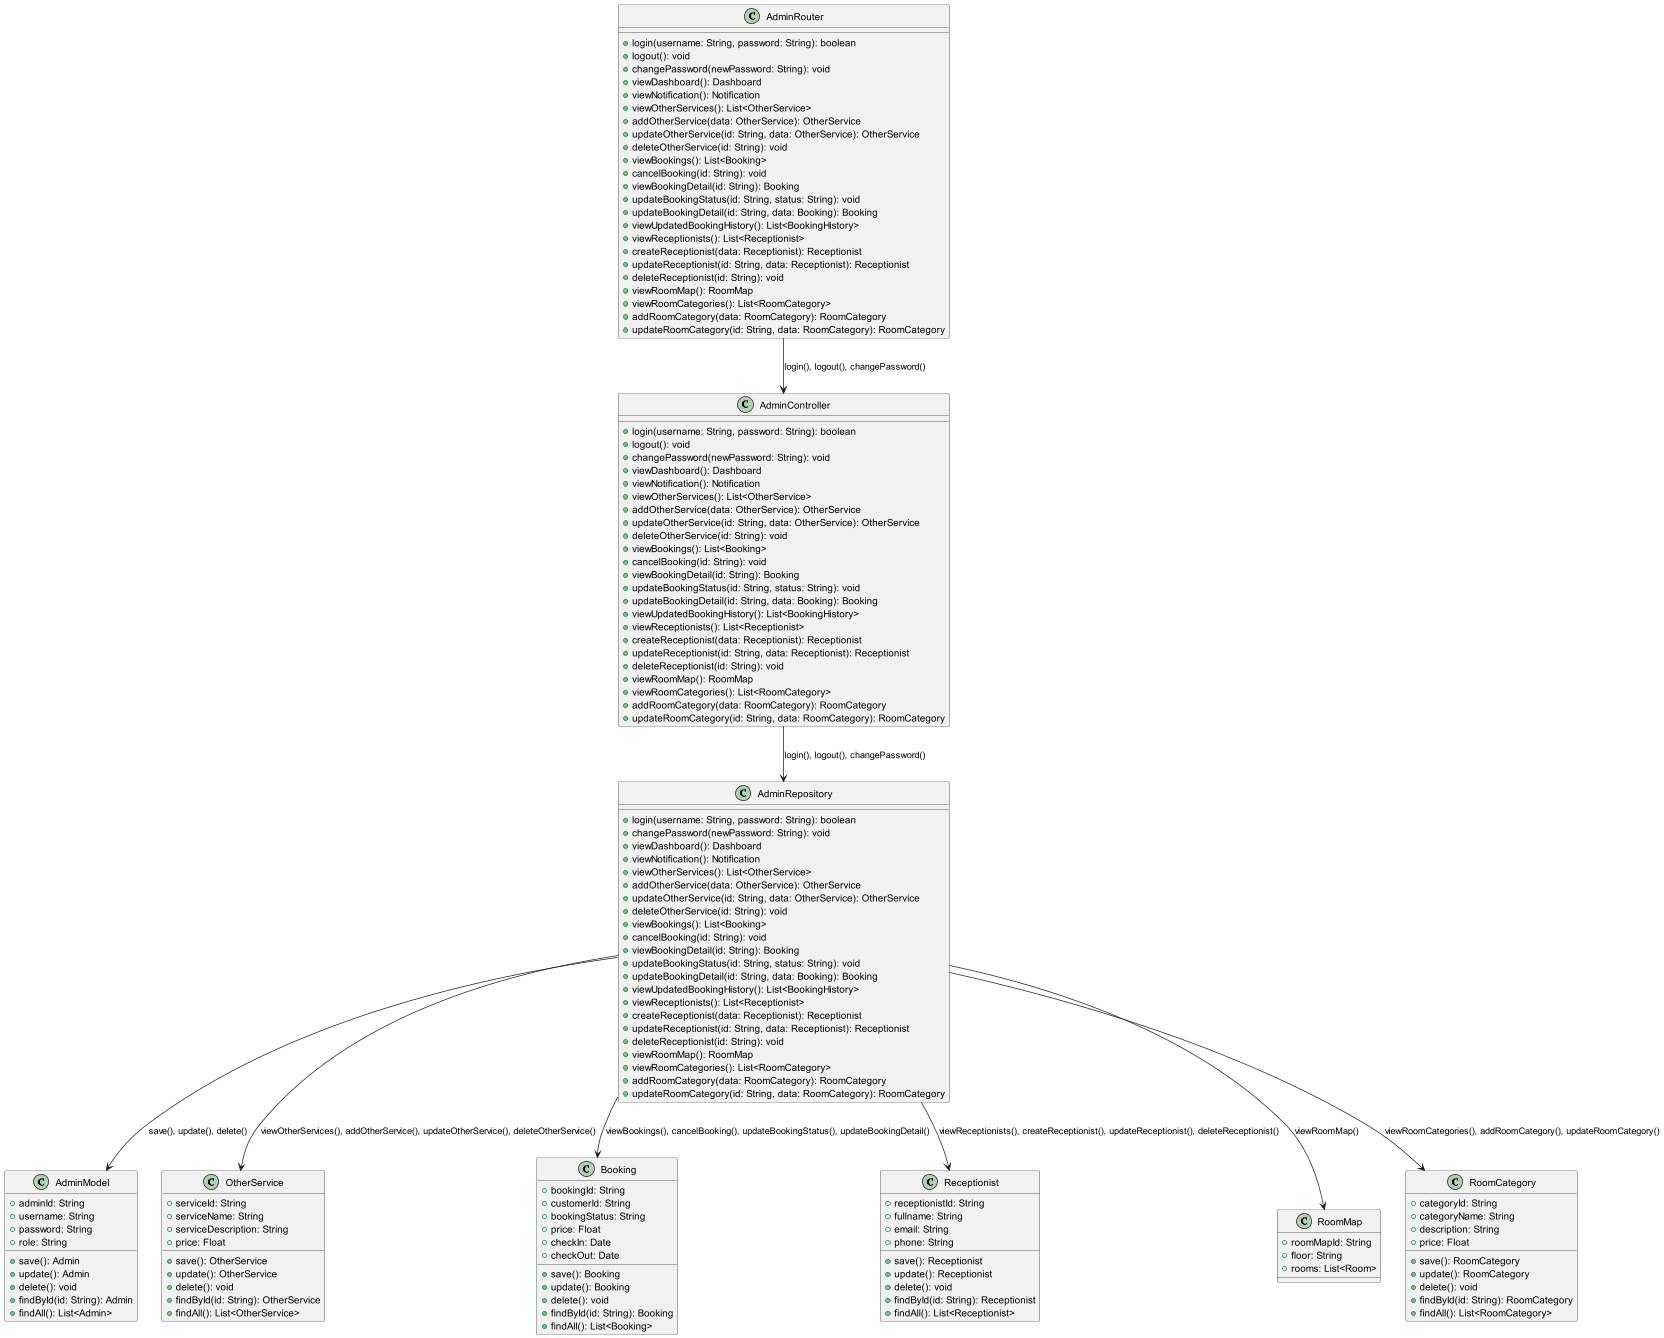 C AdminRouter
login(username: String, password: String): boolean
logout(): void
changePassword(newPassword: String): void
viewDashboard(): Dashboard
viewNotification(): Notification
viewOtherServices(): List<OtherService>
addOtherService(data: OtherService): OtherService
updateOtherService(id: String, data: OtherService): OtherService
deleteOtherService(id: String): void
viewBookings(): List<Booking>
cancelBooking(id: String): void
viewBookingDetail(id: String): Booking
updateBookingStatus(id: String, status: String): void
updateBookingDetail(id: String, data: Booking): Booking
viewUpdatedBookingHistory(): List<BookingHistory>
viewReceptionists(): List<Receptionist>
createReceptionist(data: Receptionist): Receptionist
updateReceptionist(id: String, data: Receptionist): Receptionist
deleteReceptionist(id: String): void
viewRoomMap(): RoomMap
viewRoomCategories(): List<RoomCategory>
addRoomCategory(data: RoomCategory): RoomCategory
updateRoomCategory(id: String, data: RoomCategory): RoomCategory
login(), logout(), changePassword()
C AdminController
login(username: String, password: String): boolean
logout(): void
changePassword(newPassword: String): void
viewDashboard(): Dashboard
viewNotification(): Notification
viewOtherServices(): List<OtherService>
addOtherService(data: OtherService): OtherService
updateOtherService(id: String, data: OtherService): OtherService
deleteOtherService(id: String): void
viewBookings(): List<Booking>
cancelBooking(id: String): void
viewBookingDetail(id: String): Booking
updateBookingStatus(id: String, status: String): void
updateBookingDetail(id: String, data: Booking): Booking
viewUpdatedBookingHistory(): List<BookingHistory>
viewReceptionists(): List<Receptionist>
createReceptionist(data: Receptionist): Receptionist
updateReceptionist(id: String, data: Receptionist): Receptionist
deleteReceptionist(id: String): void
viewRoomMap(): RoomMap
viewRoomCategories(): List<RoomCategory>
addRoomCategory(data: RoomCategory): RoomCategory
updateRoomCategory(id: String, data: RoomCategory): RoomCategory
login(), logout(), changePassword()
C AdminRepository
login(username: String, password: String): boolean
changePassword(newPassword: String): void
viewDashboard(): Dashboard
viewNotification(): Notification
viewOtherServices(): List<OtherService>
addOtherService(data: OtherService): OtherService
updateOtherService(id: String, data: OtherService): OtherService
deleteOtherService(id: String): void
viewBookings(): List<Booking>
cancelBooking(id: String): void
viewBookingDetail(id: String): Booking
updateBookingStatus(id: String, status: String): void
updateBookingDetail(id: String, data: Booking): Booking
viewUpdatedBookingHistory(): List<BookingHistory>
viewReceptionists(): List<Receptionist>
createReceptionist(data: Receptionist): Receptionist
updateReceptionist(id: String, data: Receptionist): Receptionist
deleteReceptionist(id: String): void
viewRoomMap(): RoomMap
viewRoomCategories(): List<RoomCategory>
addRoomCategory(data: RoomCategory): RoomCategory
updateRoomCategory(id: String, data: RoomCategory): RoomCategory
save(), update(), delete()
viewOtherServices(), addOtherService(), updateOtherService(), deleteOtherService()
viewBookings(), cancelBooking(), updateBookingStatus(), updateBookingDetail()
viewReceptionists(), createReceptionist(), updateReceptionist(), deleteReceptionist()
viewRoomMap()
viewRoomCategories(), addRoomCategory(), updateRoomCategory()
C AdminModel
adminId: String
username: String
password: String
role: String
save(): Admin
update(): Admin
delete(): void
findById(id: String): Admin
findAll(): List<Admin>
C OtherService
serviceId: String
serviceName: String
serviceDescription: String
price: Float
save(): OtherService
update(): OtherService
delete(): void
findById(id: String): OtherService
findAll(): List<OtherService>
C Booking
bookingId: String
customerId: String
bookingStatus: String
price: Float
checkIn: Date
checkOut: Date
save(): Booking
update(): Booking
delete(): void
findById(id: String): Booking
findAll(): List<Booking>
C Receptionist
receptionistId: String
fullname: String
email: String
phone: String
save(): Receptionist
update(): Receptionist
delete(): void
findById(id: String): Receptionist
findAll(): List<Receptionist>
C RoomMap
roomMapId: String
floor: String
rooms: List<Room>
C RoomCategory
categoryId: String
categoryName: String
description: String
price: Float
save(): RoomCategory
update(): RoomCategory
delete(): void
findById(id: String): RoomCategory
findAll(): List<RoomCategory>